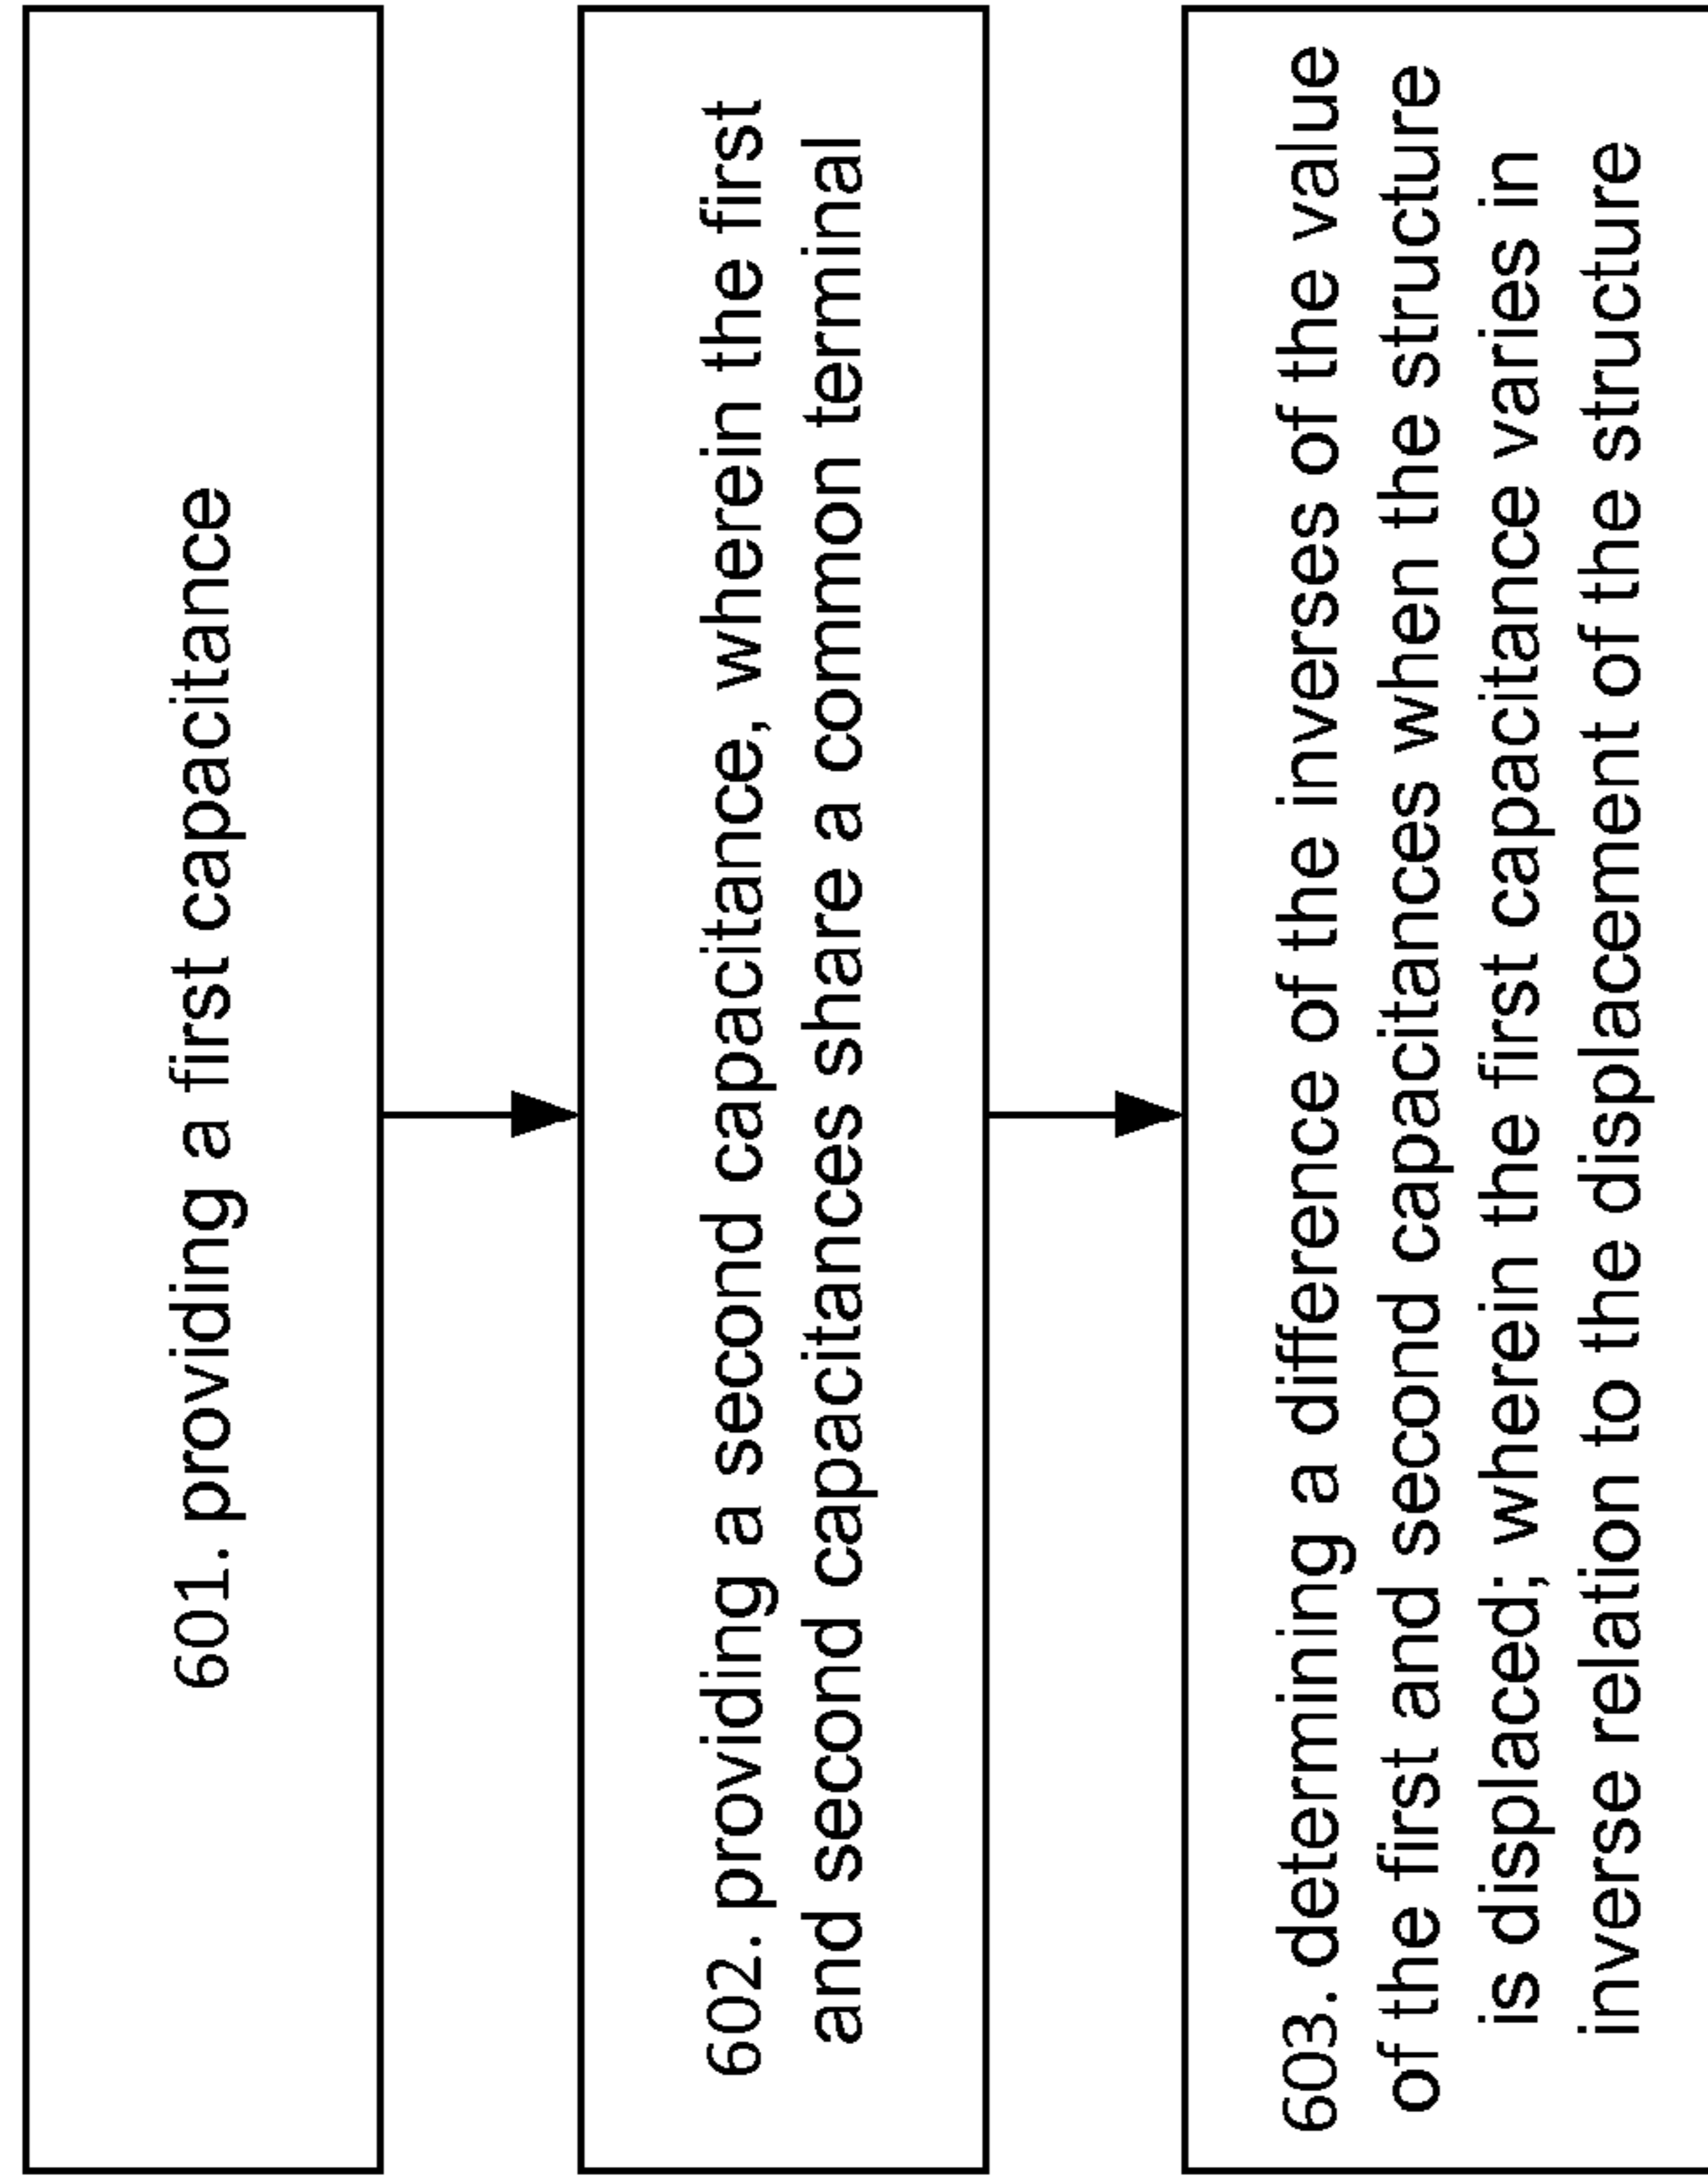 601. providing a first capacitance
602. providing a second capacitance, wherein the first
and second capacitances share a common terminal
603. determining a difference of the inverses of the value
of the first and second capacitances when the structure
is displaced; wherein the first capacitance varies in
inverse relation to the displacement of the structure